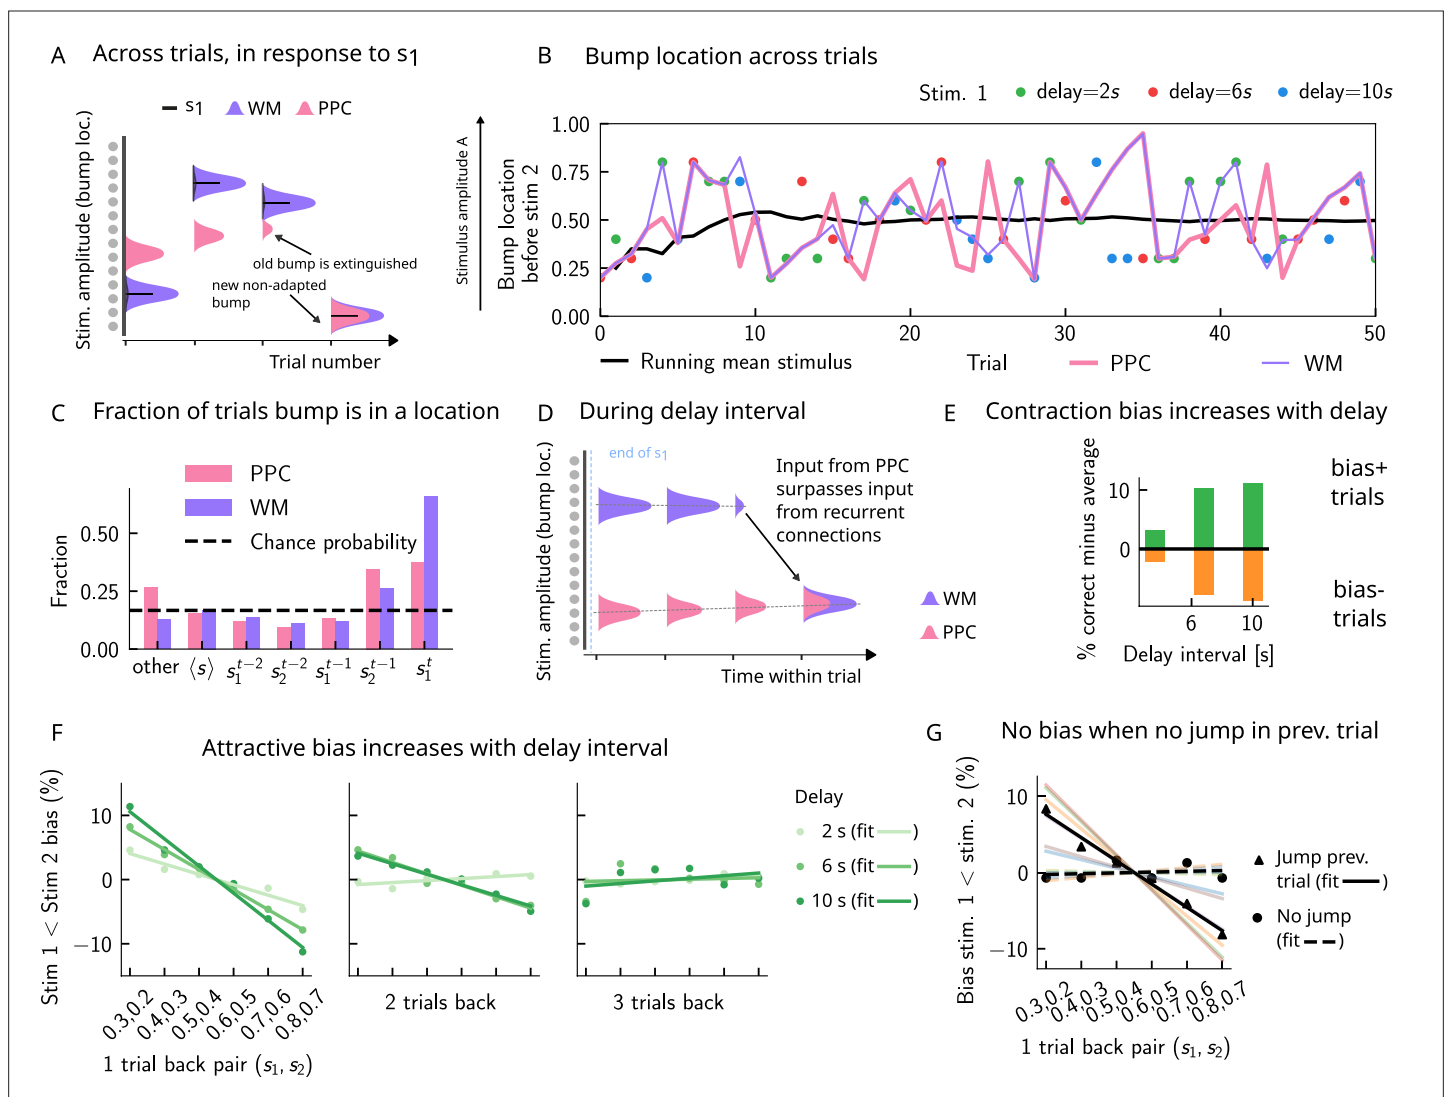 A Across trials, in response to s1
s1 WM PPC
Stim. amplitude (bump loc.)
old bump is extinguished
new non-adapted
bump
Trial number
Stimulus amplitude A
B Bump location across trials
Stim. 1 delay=2s delay=6s delay=10s
Bump location
before stim 2
1.00
0.75
0.50
0.25
0.00
0 10 20 30 40 50
Running mean stimulus Trial PPC WM
C Fraction of trials bump is in a location
PPC
WM
Chance probability
Fraction
0.50
0.25
0.00
other ⟨s⟩ s₁ᵗ⁻² s₂ᵗ⁻² s₁ᵗ⁻¹ s₂ᵗ⁻¹ s₁ᵗ
D During delay interval
Stim. amplitude (bump loc.)
end of s1
Input from PPC
surpasses input
from recurrent
connections
WM
PPC
Time within trial
E Contraction bias increases with delay
% correct minus average
10
0
bias+
trials
bias-
trials
6 10
Delay interval [s]
F Attractive bias increases with delay interval
Stim 1 < Stim 2 bias (%)
10
0
−10
0.3,0.2 0.4,0.3 0.5,0.4 0.6,0.5 0.7,0.6 0.8,0.7
1 trial back pair (s₁, s₂)
2 trials back
3 trials back
Delay
2 s (fit )
6 s (fit )
10 s (fit )
G No bias when no jump in prev. trial
Bias stim. 1 < stim. 2 (%)
10
0
−10
0.3,0.2 0.4,0.3 0.5,0.4 0.6,0.5 0.7,0.6 0.8,0.7
1 trial back pair (s₁, s₂)
Jump prev.
trial (fit )
No jump
(fit )